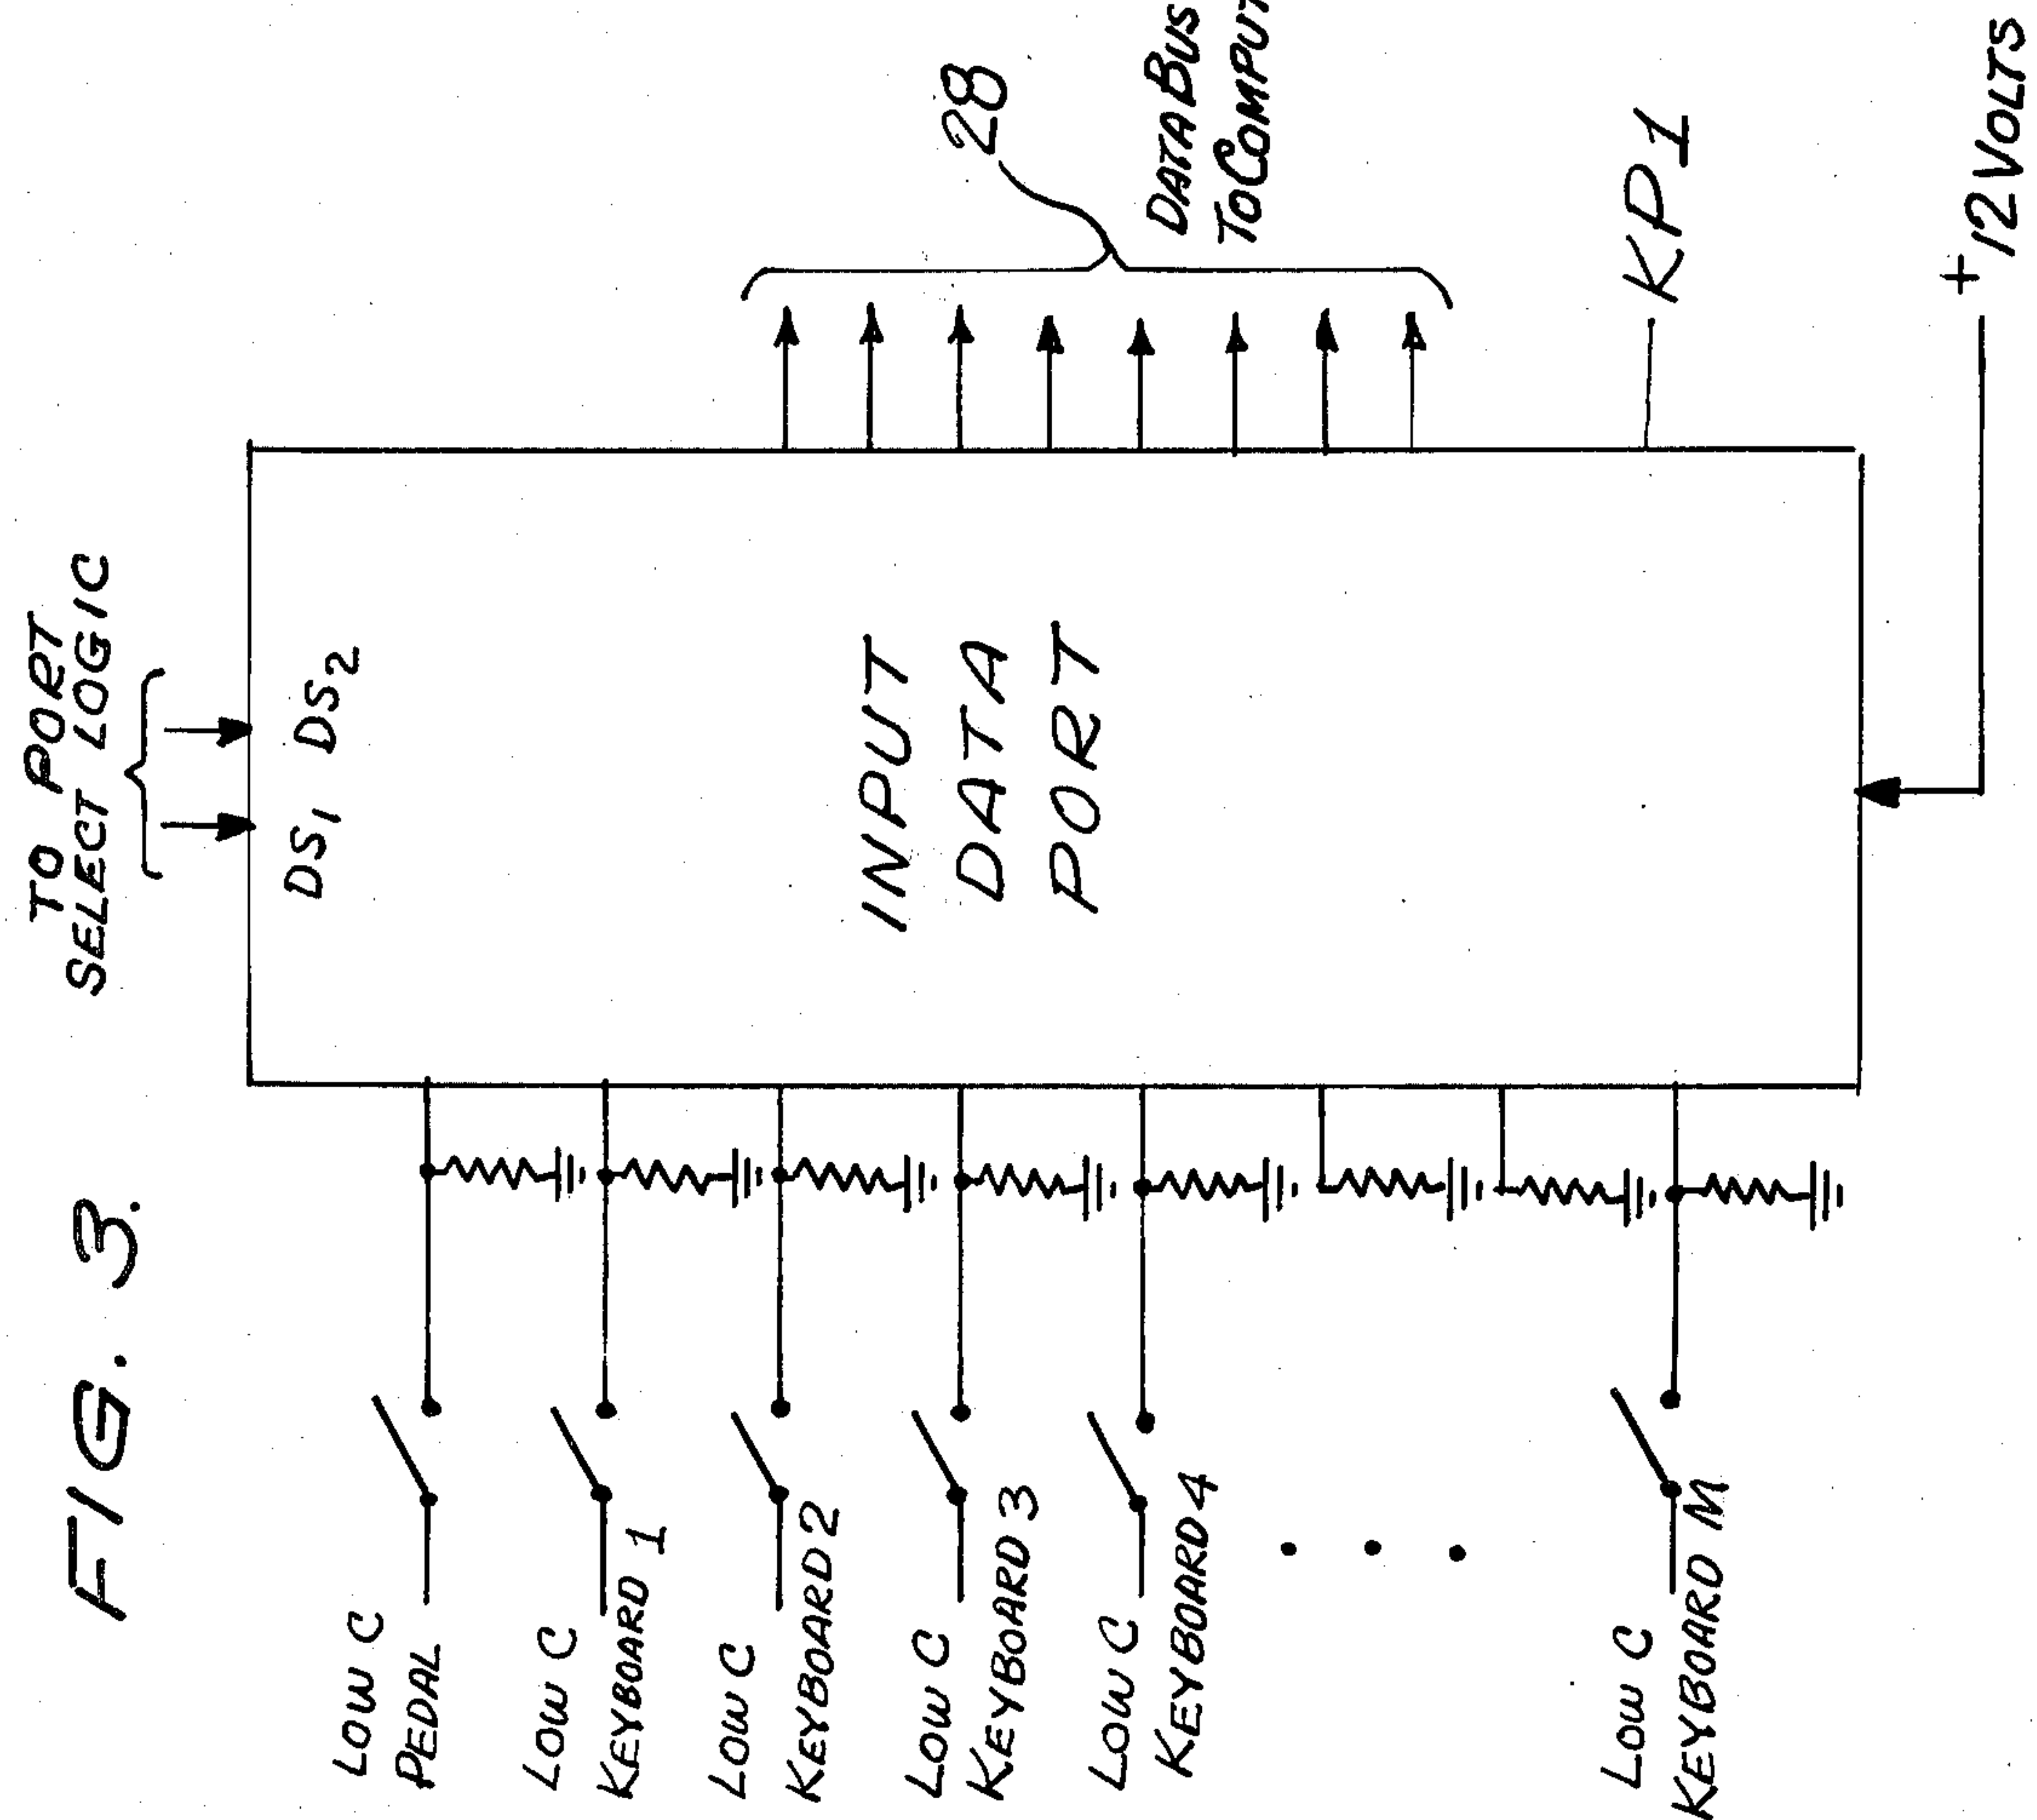 FIG. 3.
TO PORT
SELECT LOGIC
DS1 DS2
LOW C
PEDAL
LOW C
KEYBOARD 1
LOW C
KEYBOARD 2
LOW C
KEYBOARD 3
LOW C
KEYBOARD 4
LOW C
KEYBOARD M
INPUT
DATA
PORT
28
DATA BUS
TO COMPUT
KP1
+
12 VOLTS